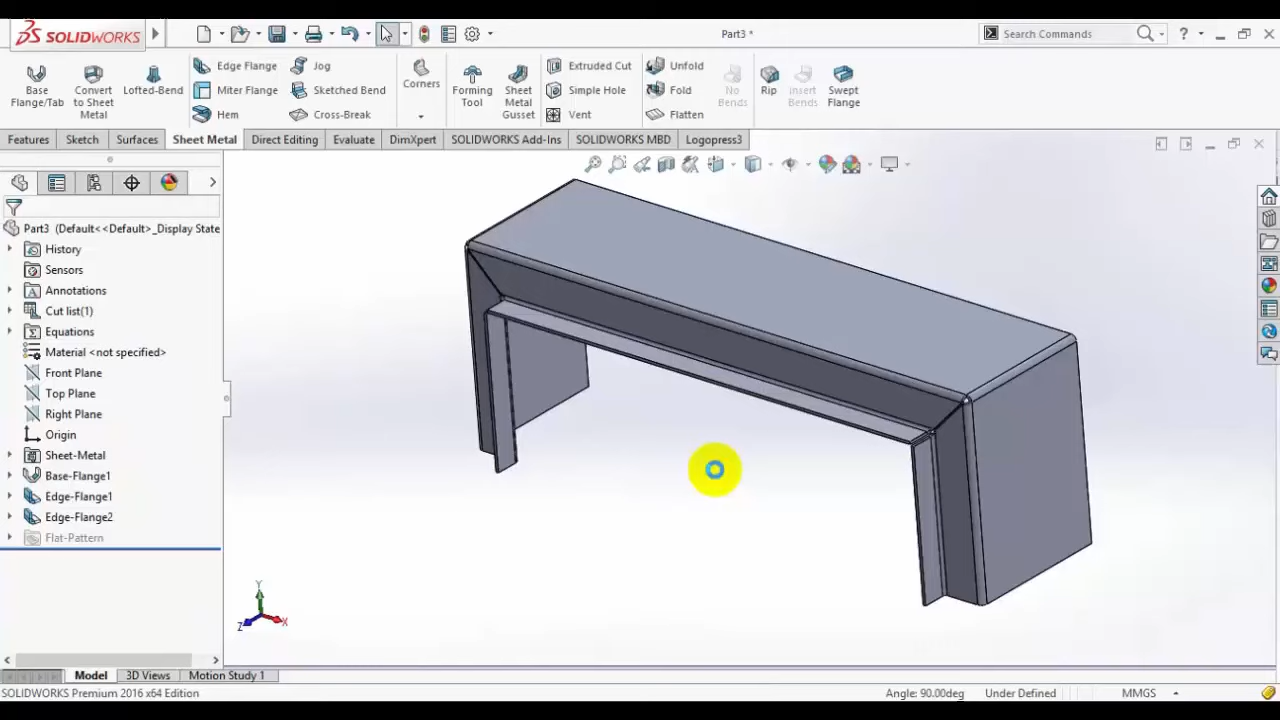 SOLIDWORKS
Part3 *
Search Commands
?
Base Flange/Tab
Convert to Sheet Metal
Lofted-Bend
Edge Flange
Miter Flange
Hem
Jog
Sketched Bend
Cross-Break
Corners
Forming Tool
Sheet Metal Gusset
Extruded Cut
Simple Hole
Vent
Unfold
Fold
Flatten
No Bends
Rip
Insert Bends
Swept Flange
Features
Sketch
Surfaces
Sheet Metal
Direct Editing
Evaluate
DimXpert
SOLIDWORKS Add-Ins
SOLIDWORKS MBD
Logopress3
Part3 (Default<<Default>_Display State
History
Sensors
Annotations
Cut list(1)
Equations
Material <not specified>
Front Plane
Top Plane
Right Plane
Origin
Sheet-Metal
Base-Flange1
Edge-Flange1
Edge-Flange2
Flat-Pattern
Y
Z
X
Model
3D Views
Motion Study 1
SOLIDWORKS Premium 2016 x64 Edition
Angle: 90.00deg
Under Defined
MMGS